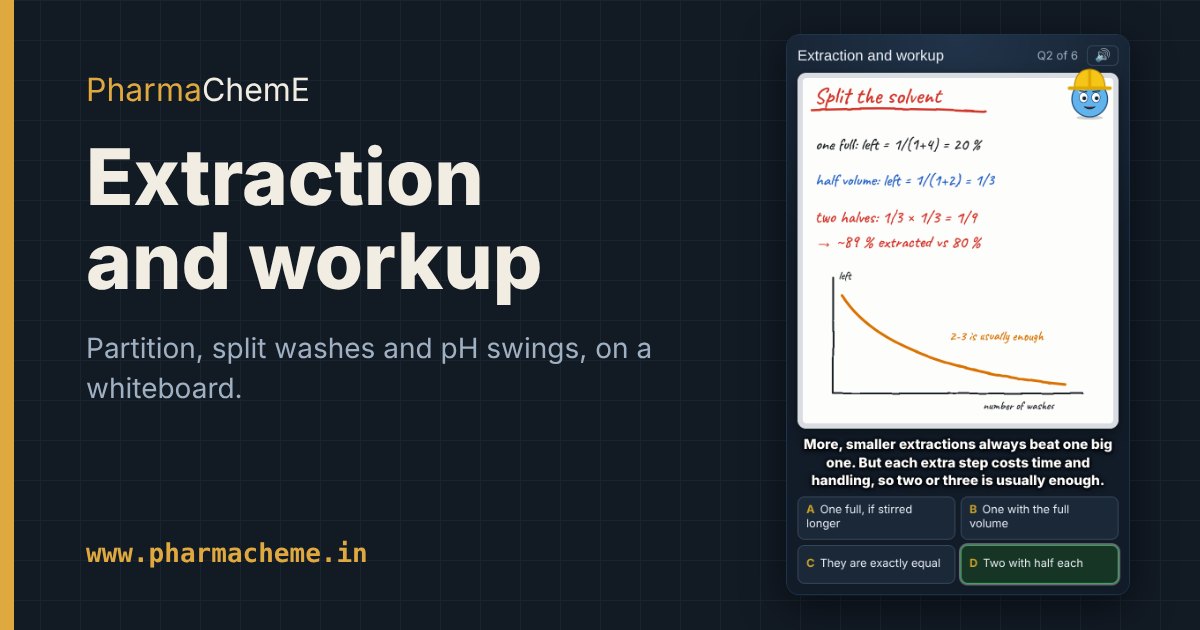 PharmaChemE
Extraction
and workup
Partition, split washes and pH swings, on a
whiteboard.
www.pharmacheme.in
Extraction and workup
Q2 of 6
Split the solvent
one full: left = 1/(1+4) = 20 %
half volume: left = 1/(1+2) = 1/3
two halves: 1/3 × 1/3 = 1/9
→ ~89 % extracted vs 80 %
left
2-3 is usually enough
number of washes
More, smaller extractions always beat one big
one. But each extra step costs time and
handling, so two or three is usually enough.
A One full, if stirred
longer
B One with the full
volume
C They are exactly equal
D Two with half each